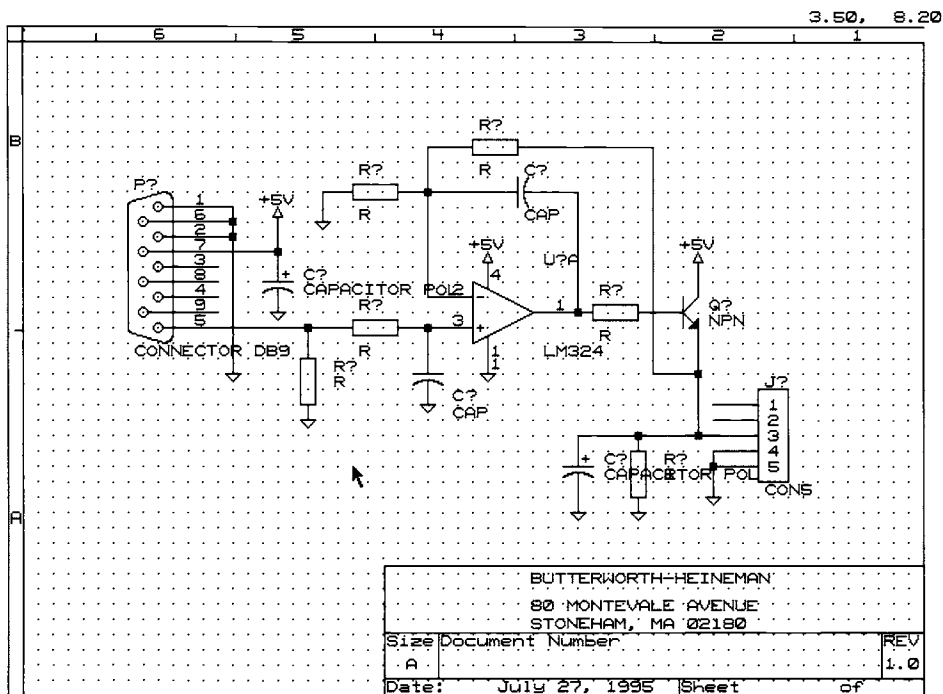 3.50, 8.20
6 5 4 3 2 1
B
R?
R
R?
R
C?
CAP
P?
1
6
2
7
3
8
4
9
5
CONNECTOR DB9
+5V
C?
CAPACITOR POL
R?
R
R?
R
C?
CAP
+5V
4
2
3
1
1
1
U?A
LM324
R?
R
+5V
Q?
NPN
J?
1
2
3
4
5
CON5
C?
CAPACITOR POL
R?
R
A
BUTTERWORTH-HEINEMAN
80 MONTEVALE AVENUE
STONEHAM, MA 02180
Size Document Number REV
A 1.0
Date: July 27, 1995 Sheet of